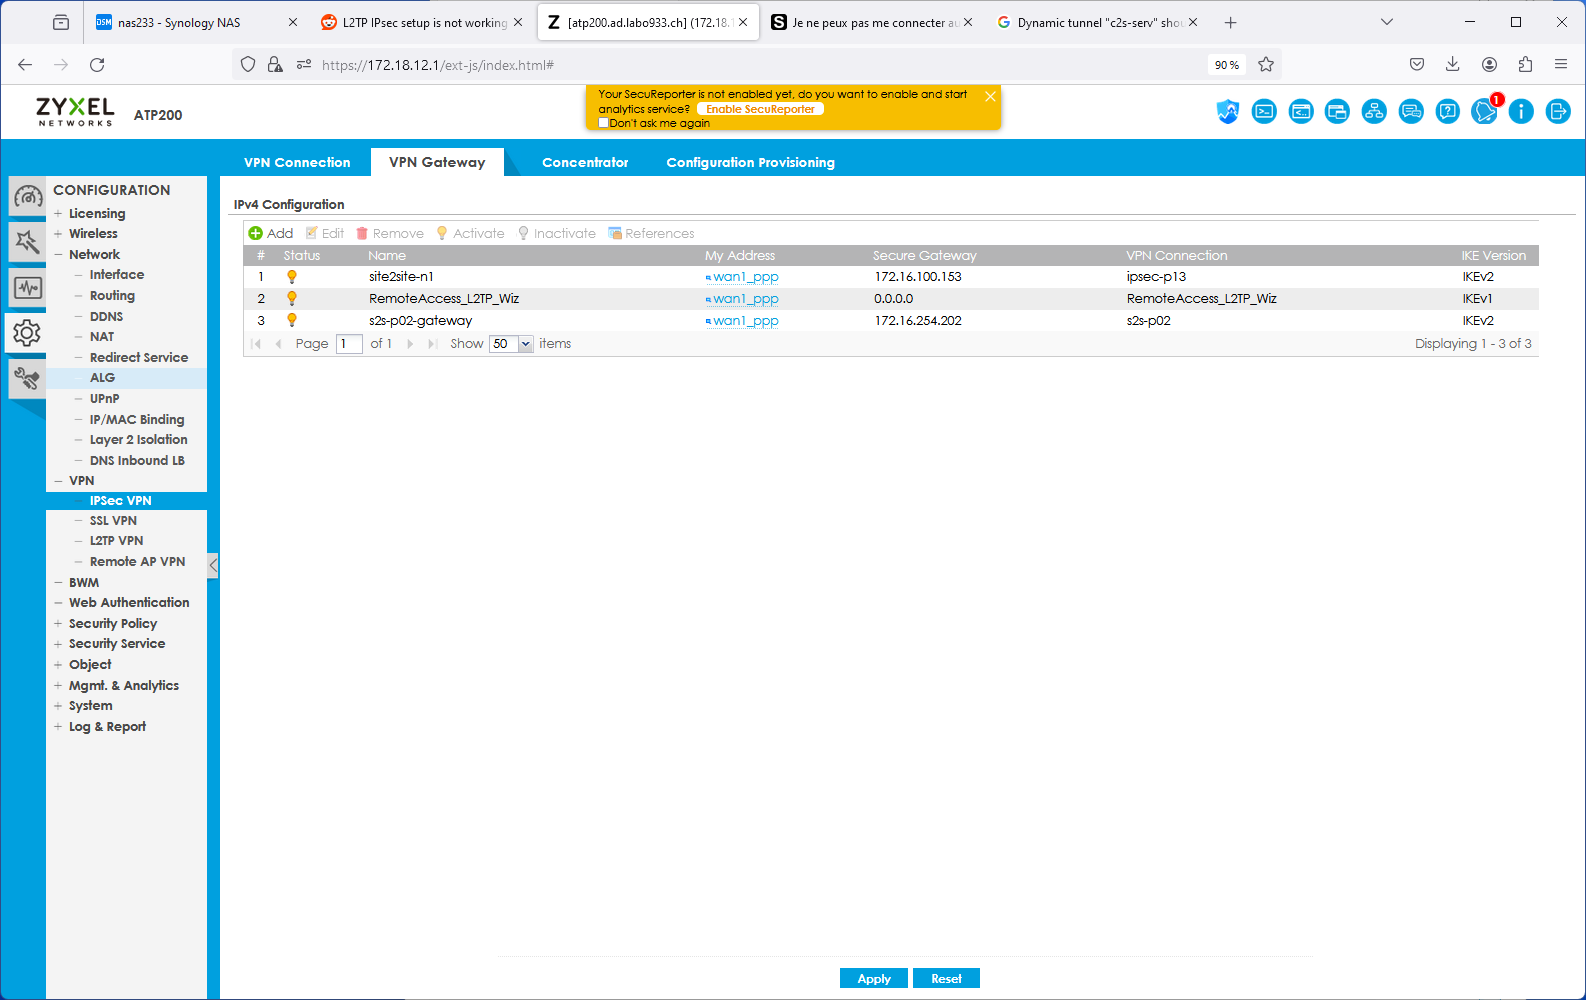 nas233 - Synology NAS
L2TP IPsec setup is not working
[atp200.ad.labo933.ch] (172.18.1
Je ne peux pas me connecter au
Dynamic tunnel "c2s-serv" shou
https://172.18.12.1/ext-js/index.html#
90 %
ZYXEL
NETWORKS
ATP200
Your SecuReporter is not enabled yet, do you want to enable and start
analytics service? Enable SecuReporter
Don't ask me again
1
VPN Connection
VPN Gateway
Concentrator
Configuration Provisioning
CONFIGURATION
+ Licensing
+ Wireless
− Network
− Interface
− Routing
− DDNS
− NAT
− Redirect Service
− ALG
− UPnP
− IP/MAC Binding
− Layer 2 Isolation
− DNS Inbound LB
− VPN
− IPSec VPN
− SSL VPN
− L2TP VPN
− Remote AP VPN
− BWM
− Web Authentication
+ Security Policy
+ Security Service
+ Object
+ Mgmt. & Analytics
+ System
+ Log & Report
IPv4 Configuration
Add Edit Remove Activate Inactivate References
# Status Name My Address Secure Gateway VPN Connection IKE Version
1 site2site-n1 wan1_ppp 172.16.100.153 ipsec-p13 IKEv2
2 RemoteAccess_L2TP_Wiz wan1_ppp 0.0.0.0 RemoteAccess_L2TP_Wiz IKEv1
3 s2s-p02-gateway wan1_ppp 172.16.254.202 s2s-p02 IKEv2
Page 1 of 1 Show 50 items Displaying 1 - 3 of 3
Apply Reset